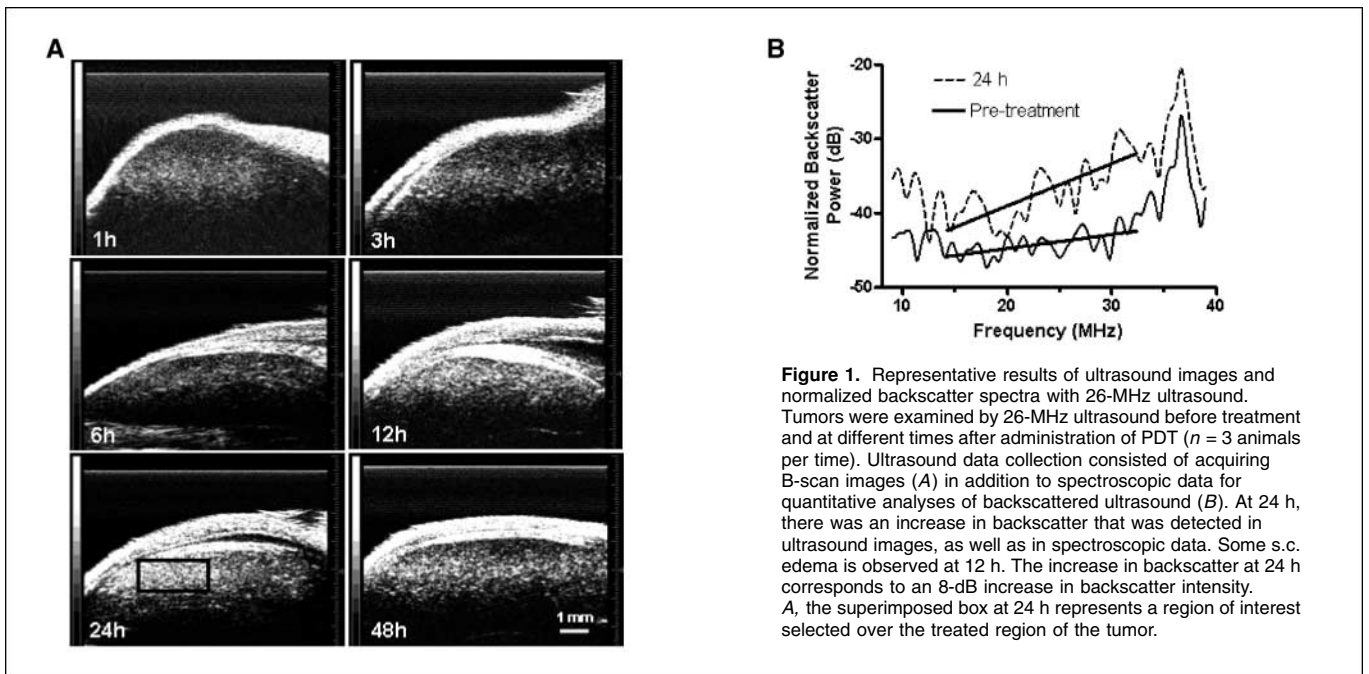 A
1h
3h
6h
12h
24h
48h
1 mm
B
Normalized Backscatter
Power (dB)
-20
-30
-40
-50
24 h
Pre-treatment
10
20
30
40
Frequency (MHz)
Figure 1. Representative results of ultrasound images and
normalized backscatter spectra with 26-MHz ultrasound.
Tumors were examined by 26-MHz ultrasound before treatment
and at different times after administration of PDT (n = 3 animals
per time). Ultrasound data collection consisted of acquiring
B-scan images (A) in addition to spectroscopic data for
quantitative analyses of backscattered ultrasound (B). At 24 h,
there was an increase in backscatter that was detected in
ultrasound images, as well as in spectroscopic data. Some s.c.
edema is observed at 12 h. The increase in backscatter at 24 h
corresponds to an 8-dB increase in backscatter intensity.
A, the superimposed box at 24 h represents a region of interest
selected over the treated region of the tumor.